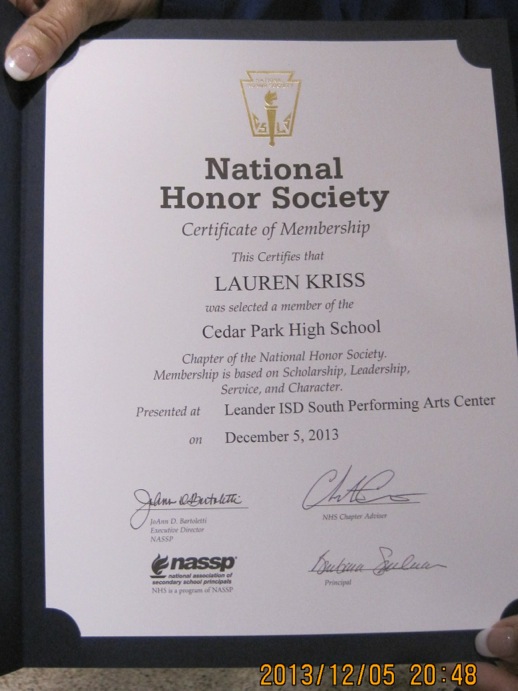 National
Honor Society
Certificate of Membership
This Certifies that
LAUREN KRISS
was selected a member of the
Cedar Park High School
Chapter of the National Honor Society.
Membership is based on Scholarship, Leadership,
Service, and Character.
Presented at Leander ISD South Performing Arts Center
on December 5, 2013
JoAnn D. Bartoletti
JoAnn D. Bartoletti
Executive Director
NASSP
NHS Chapter Adviser
nassp
national association of
secondary school principals
NHS is a program of NASSP
Principal
2013/12/05 20:48